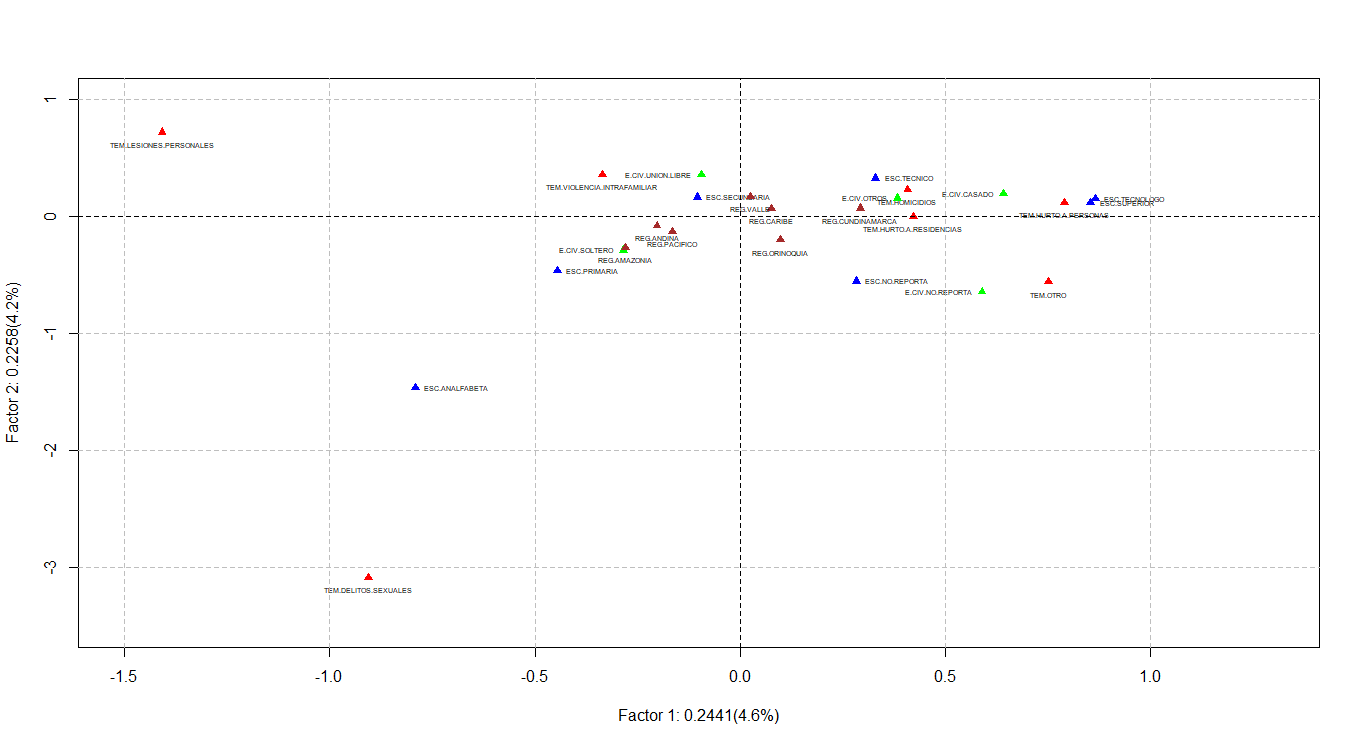 1
0
-1
-2
-3
Factor 2: 0.2258(4.2%)
TEM.LESIONES.PERSONALES
TEM.VIOLENCIA.INTRAFAMILIAR
E.CIV.UNION.LIBRE
ESC.SECUNDARIA
REG.VALLE
REG.CARIBE
ESC.TECNICO
E.CIV.OTROS
TEM.HOMICIDIOS
E.CIV.CASADO
ESC.TECNOLOGO
ESC.SUPERIOR
TEM.HURTO.A.PERSONAS
REG.CUNDINAMARCA
TEM.HURTO.A.RESIDENCIAS
REG.ANDINA
REG.PACIFICO
E.CIV.SOLTERO
REG.AMAZONIA
REG.ORINOQUIA
ESC.PRIMARIA
ESC.NO.REPORTA
E.CIV.NO.REPORTA
TEM.OTRO
ESC.ANALFABETA
TEM.DELITOS.SEXUALES
-1.5
-1.0
-0.5
0.0
0.5
1.0
Factor 1: 0.2441(4.6%)